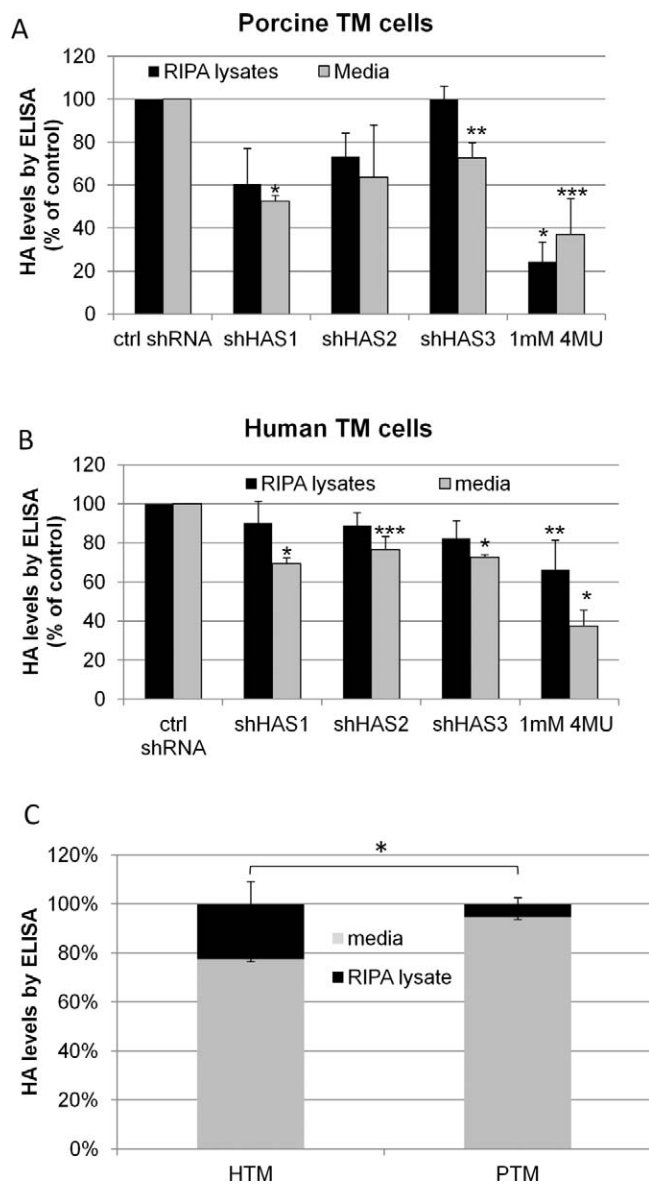 A
Porcine TM cells
HA levels by ELISA
(% of control)
120
100
80
60
40
20
0
RIPA lysates
Media
*
**
*
***
ctrl shRNA
shHAS1
shHAS2
shHAS3
1mM 4MU
B
Human TM cells
HA levels by ELISA
(% of control)
120
100
80
60
40
20
0
RIPA lysates
media
*
***
*
**
*
ctrl
shRNA
shHAS1
shHAS2
shHAS3
1mM 4MU
C
HA levels by ELISA
120%
100%
80%
60%
40%
20%
0%
*
media
RIPA lysate
HTM
PTM